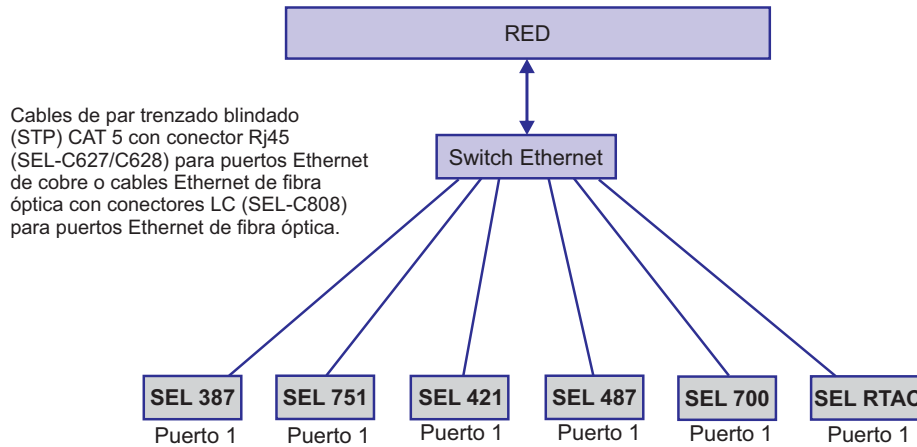 RED
Cables de par trenzado blindado
(STP) CAT 5 con conector Rj45
(SEL-C627/C628) para puertos Ethernet
de cobre o cables Ethernet de fibra
óptica con conectores LC (SEL-C808)
para puertos Ethernet de fibra óptica.
Switch Ethernet
SEL 387
SEL 751
SEL 421
SEL 487
SEL 700
SEL RTAC
Puerto 1
Puerto 1
Puerto 1
Puerto 1
Puerto 1
Puerto 1